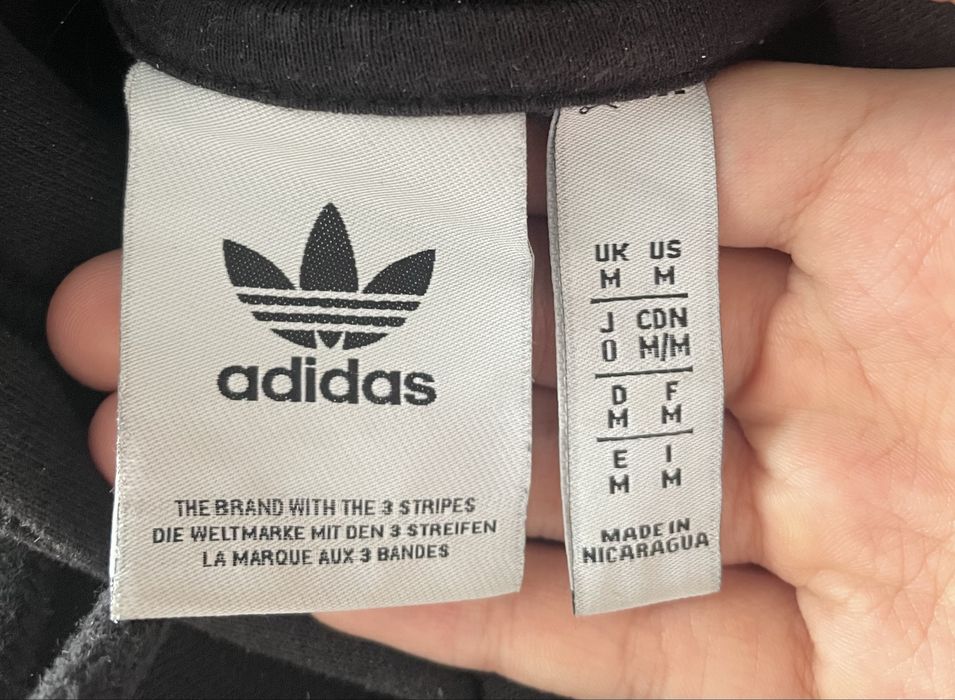 adidas
THE BRAND WITH THE 3 STRIPES
DIE WELTMARKE MIT DEN 3 STREIFEN
LA MARQUE AUX 3 BANDES
UK US
M M
J CDN
O M/M
D F
M M
E I
M M
MADE IN
NICARAGUA